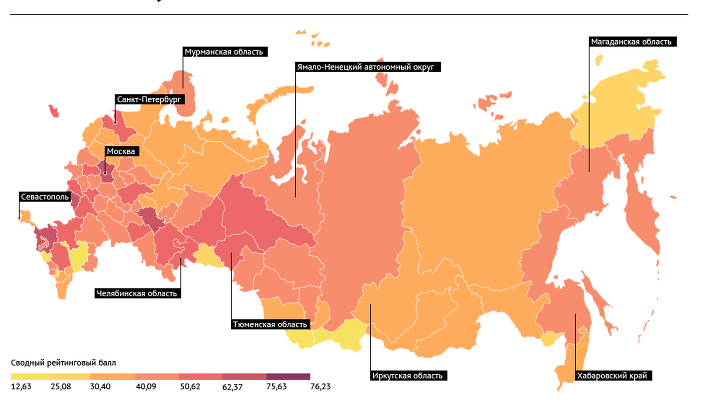 Мурманская область
Магаданская область
Ямало-Ненецкий автономный округ
Санкт-Петербург
Москва
Севастополь
Челябинская область
Тюменская область
Иркутская область
Хабаровский край
Сводный рейтинговый балл
12,63 25,08 30,40 40,09 50,62 62,37 75,63 76,23